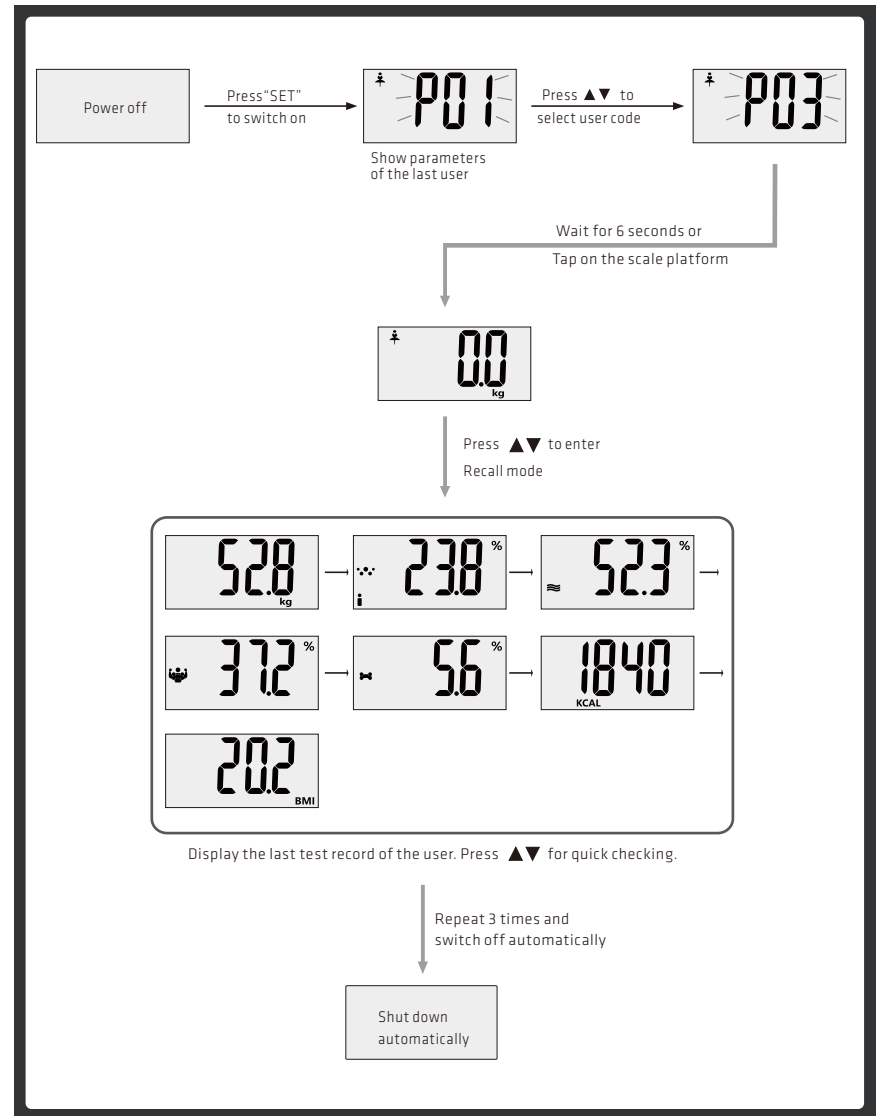 Power off
Press“SET”
to switch on
P01
Show parameters
of the last user
Press ▲▼ to
select user code
P03
Wait for 6 seconds or
Tap on the scale platform
0.0
kg
Press ▲▼ to enter
Recall mode
52.8
kg
23.8 %
52.3 %
37.2 %
5.6 %
1840
KCAL
20.2
BMI
Display the last test record of the user. Press ▲▼ for quick checking.
Repeat 3 times and
switch off automatically
Shut down
automatically